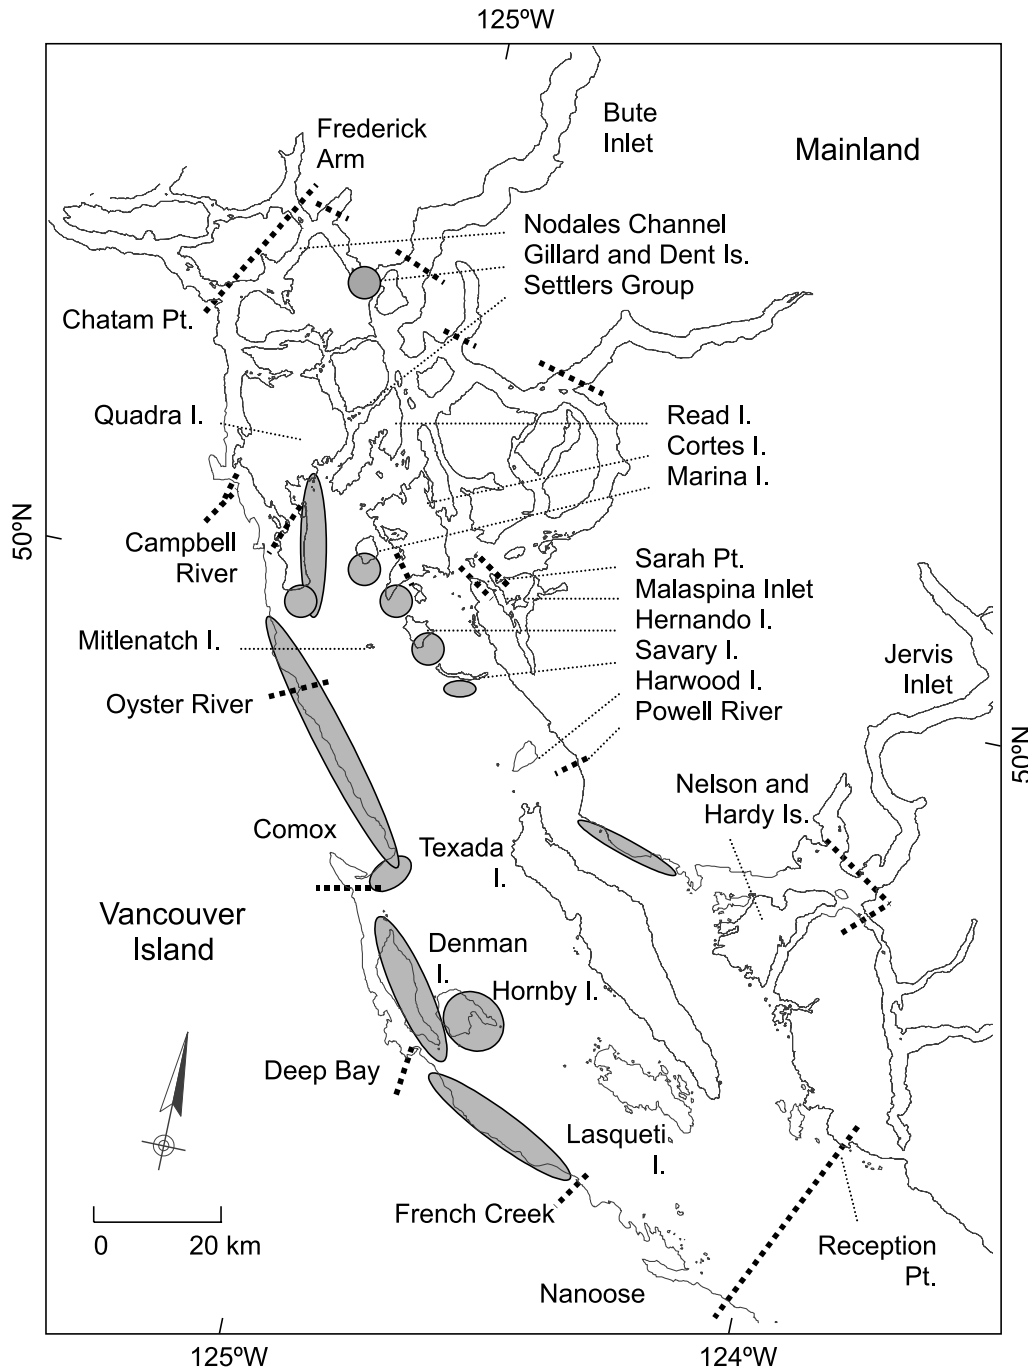 125ºW
Frederick
Arm
Bute
Inlet
Mainland
Nodales Channel
Gillard and Dent Is.
Settlers Group
Chatam Pt.
Quadra I.
Read I.
Cortes I.
Marina I.
50ºN
Campbell
River
Sarah Pt.
Malaspina Inlet
Hernando I.
Savary I.
Harwood I.
Powell River
Mitlenatch I.
Oyster River
Jervis
Inlet
50ºN
Nelson and
Hardy Is.
Comox
Texada
I.
Vancouver
Island
Denman
I.
Hornby I.
Deep Bay
Lasqueti
I.
French Creek
0 20 km
Reception
Pt.
Nanoose
125ºW 124ºW